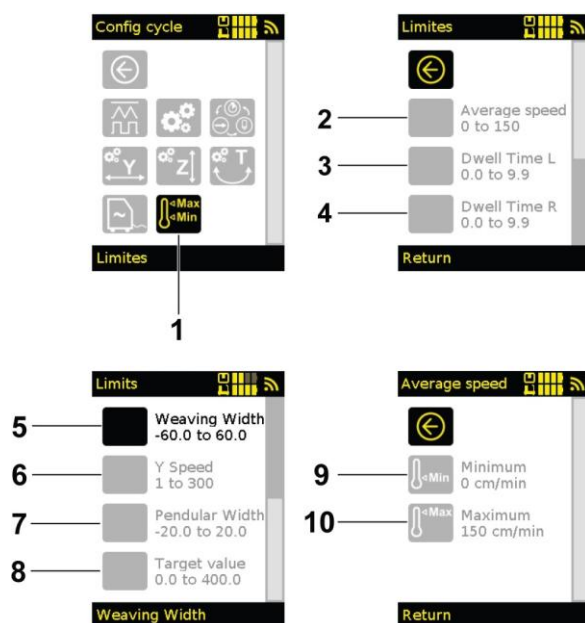 Config cycle
Y
Z
T
Max
Min
Limites
1
Limites
2
Average speed
0 to 150
3
Dwell Time L
0.0 to 9.9
4
Dwell Time R
0.0 to 9.9
Return
Limits
5
Weaving Width
-60.0 to 60.0
6
Y Speed
1 to 300
7
Pendular Width
-20.0 to 20.0
8
Target value
0.0 to 400.0
Weaving Width
Average speed
9
Min
Minimum
0 cm/min
10
Max
Maximum
150 cm/min
Return